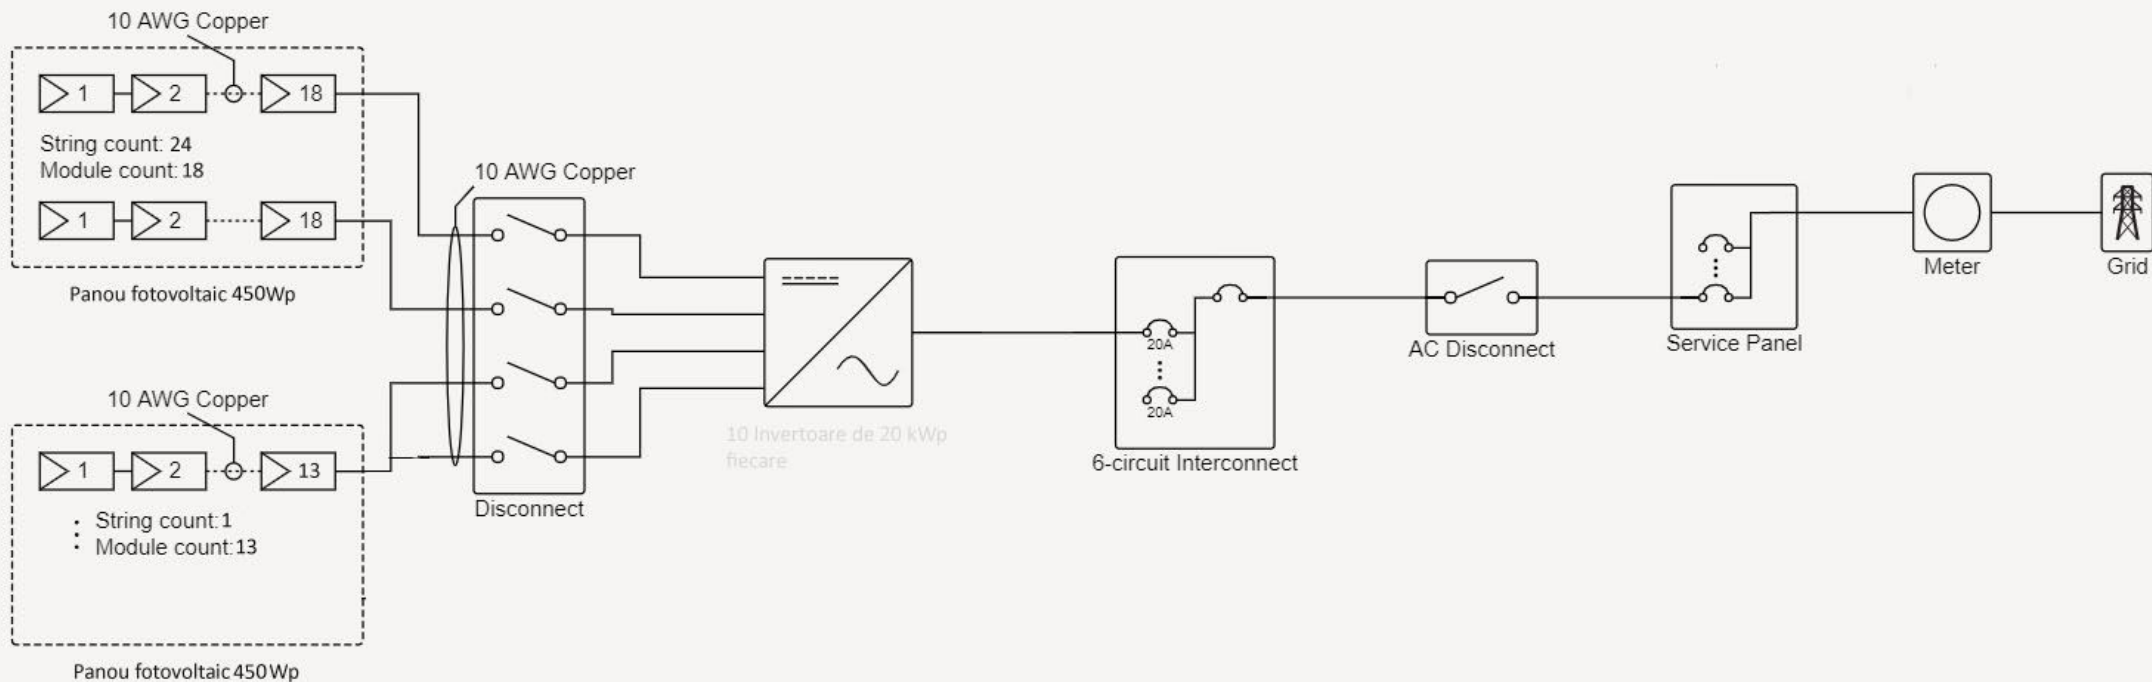 10 AWG Copper
1
2
18
String count: 24
Module count: 18
1
2
18
Panou fotovoltaic 450Wp
10 AWG Copper
1
2
13
String count: 1
Module count: 13
Panou fotovoltaic 450Wp
10 AWG Copper
Disconnect
10 Invertoare de 20 kWp
fiecare
20A
20A
6-circuit Interconnect
AC Disconnect
Service Panel
Meter
Grid